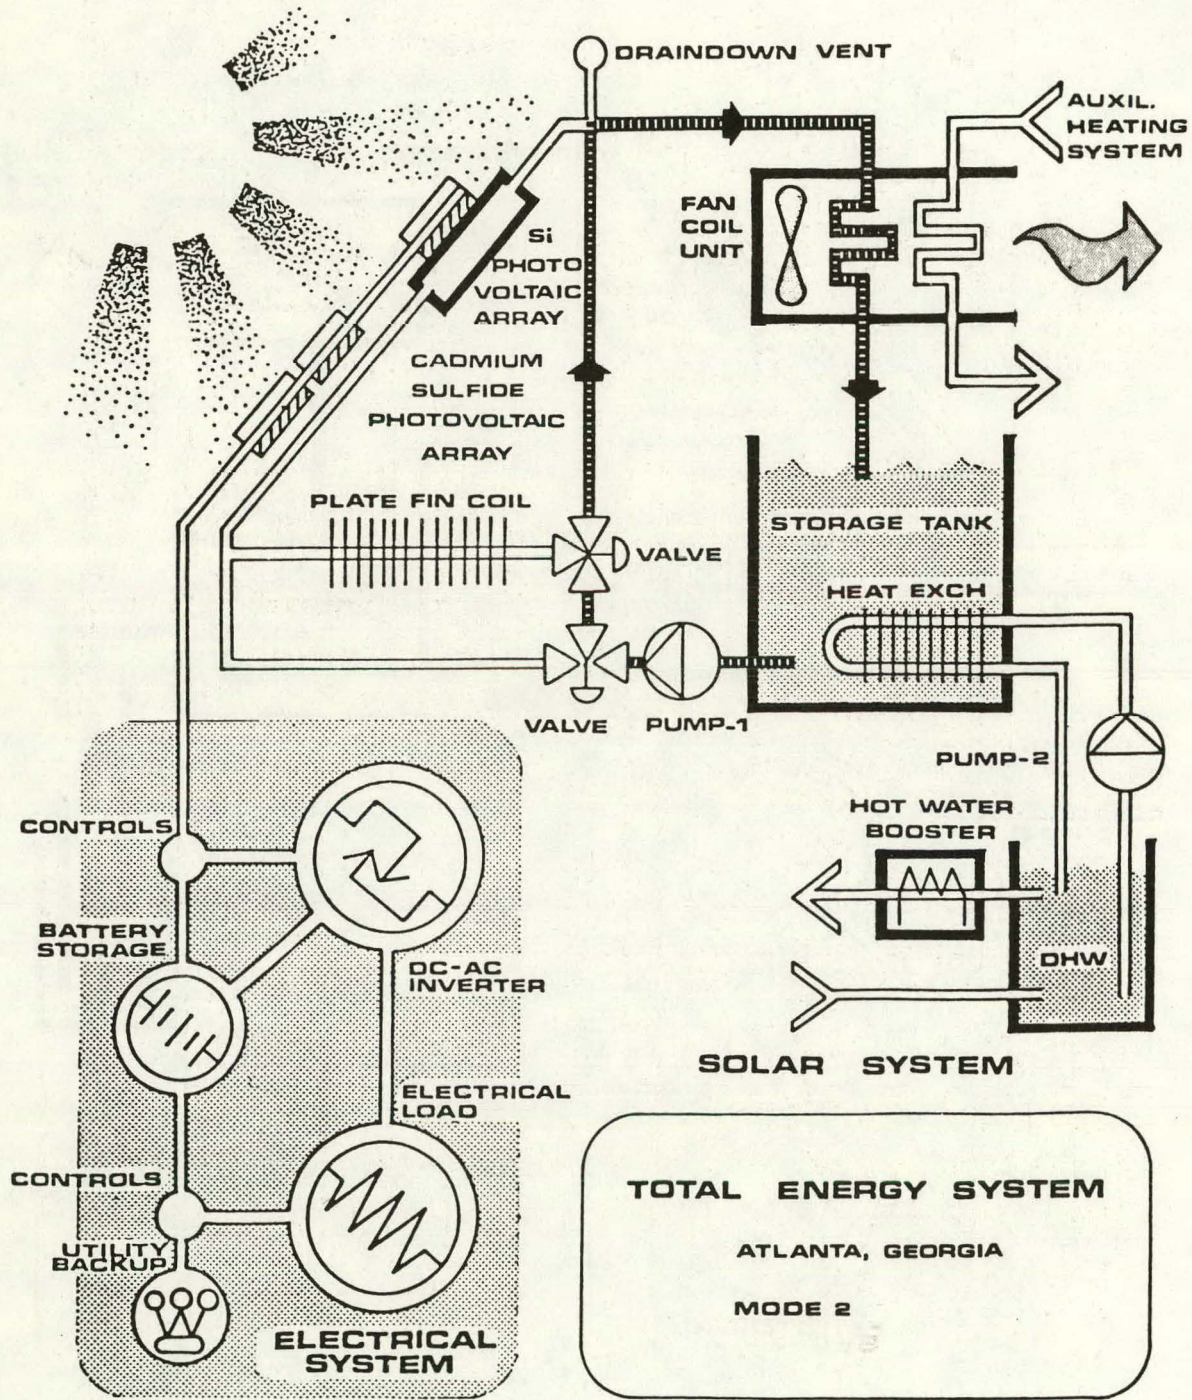 DRAINDOWN VENT
AUXIL.
HEATING
SYSTEM
FAN
COIL
UNIT
Si
PHOTO
VOLTAIC
ARRAY
CADMIUM
SULFIDE
PHOTOVOLTAIC
ARRAY
PLATE FIN COIL
VALVE
STORAGE TANK
HEAT EXCH
VALVE
PUMP-1
PUMP-2
HOT WATER
BOOSTER
DHW
SOLAR SYSTEM
CONTROLS
BATTERY
STORAGE
DC-AC
INVERTER
ELECTRICAL
LOAD
CONTROLS
UTILITY
BACKUP
ELECTRICAL
SYSTEM
TOTAL ENERGY SYSTEM
ATLANTA, GEORGIA
MODE 2